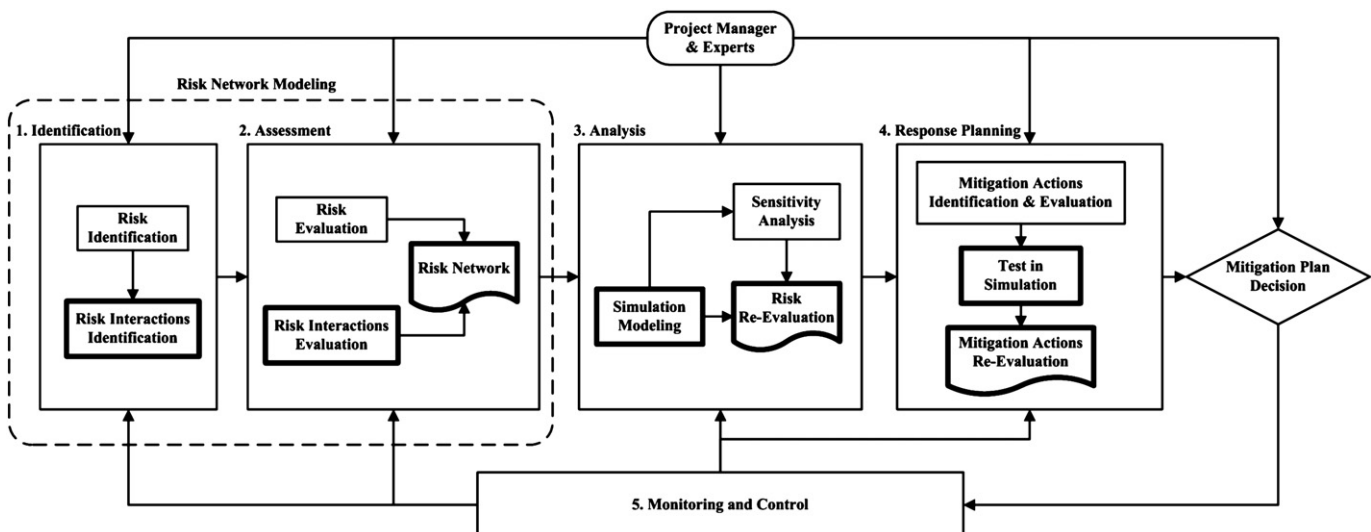 Project Manager
& Experts
Risk Network Modeling
1. Identification
2. Assessment
3. Analysis
4. Response Planning
Risk
Identification
Risk Interactions
Identification
Risk
Evaluation
Risk Network
Risk Interactions
Evaluation
Sensitivity
Analysis
Simulation
Modeling
Risk
Re-Evaluation
Mitigation Actions
Identification & Evaluation
Test in
Simulation
Mitigation Actions
Re-Evaluation
Mitigation Plan
Decision
5. Monitoring and Control